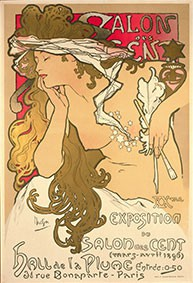 SALON
DES
CENT
EXPOSITION
DU
SALON DES CENT
(mars-avril 1896)
HALL de la PLUME Entrée: 0.50
31 rue Bonaparte - Paris